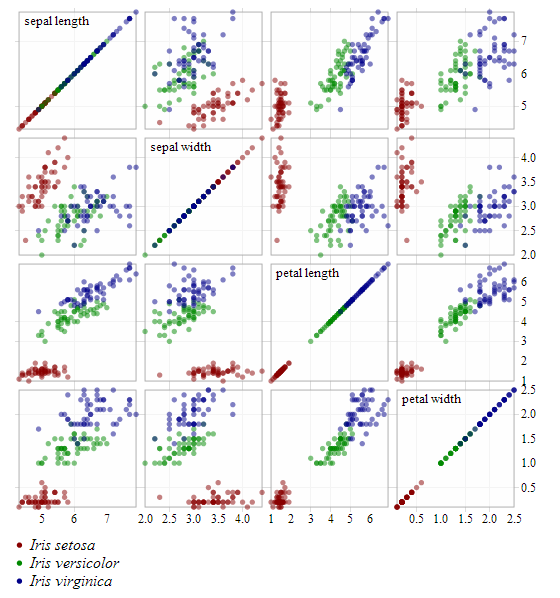 sepal length
7
6
5
sepal width
4.0
3.5
3.0
2.5
2.0
petal length
6
5
4
3
2
1
petal width
2.5
2.0
1.5
1.0
0.5
5 6 7 2.0 2.5 3.0 3.5 4.0 1 2 3 4 5 6 0.5 1.0 1.5 2.0 2.5
Iris setosa
Iris versicolor
Iris virginica